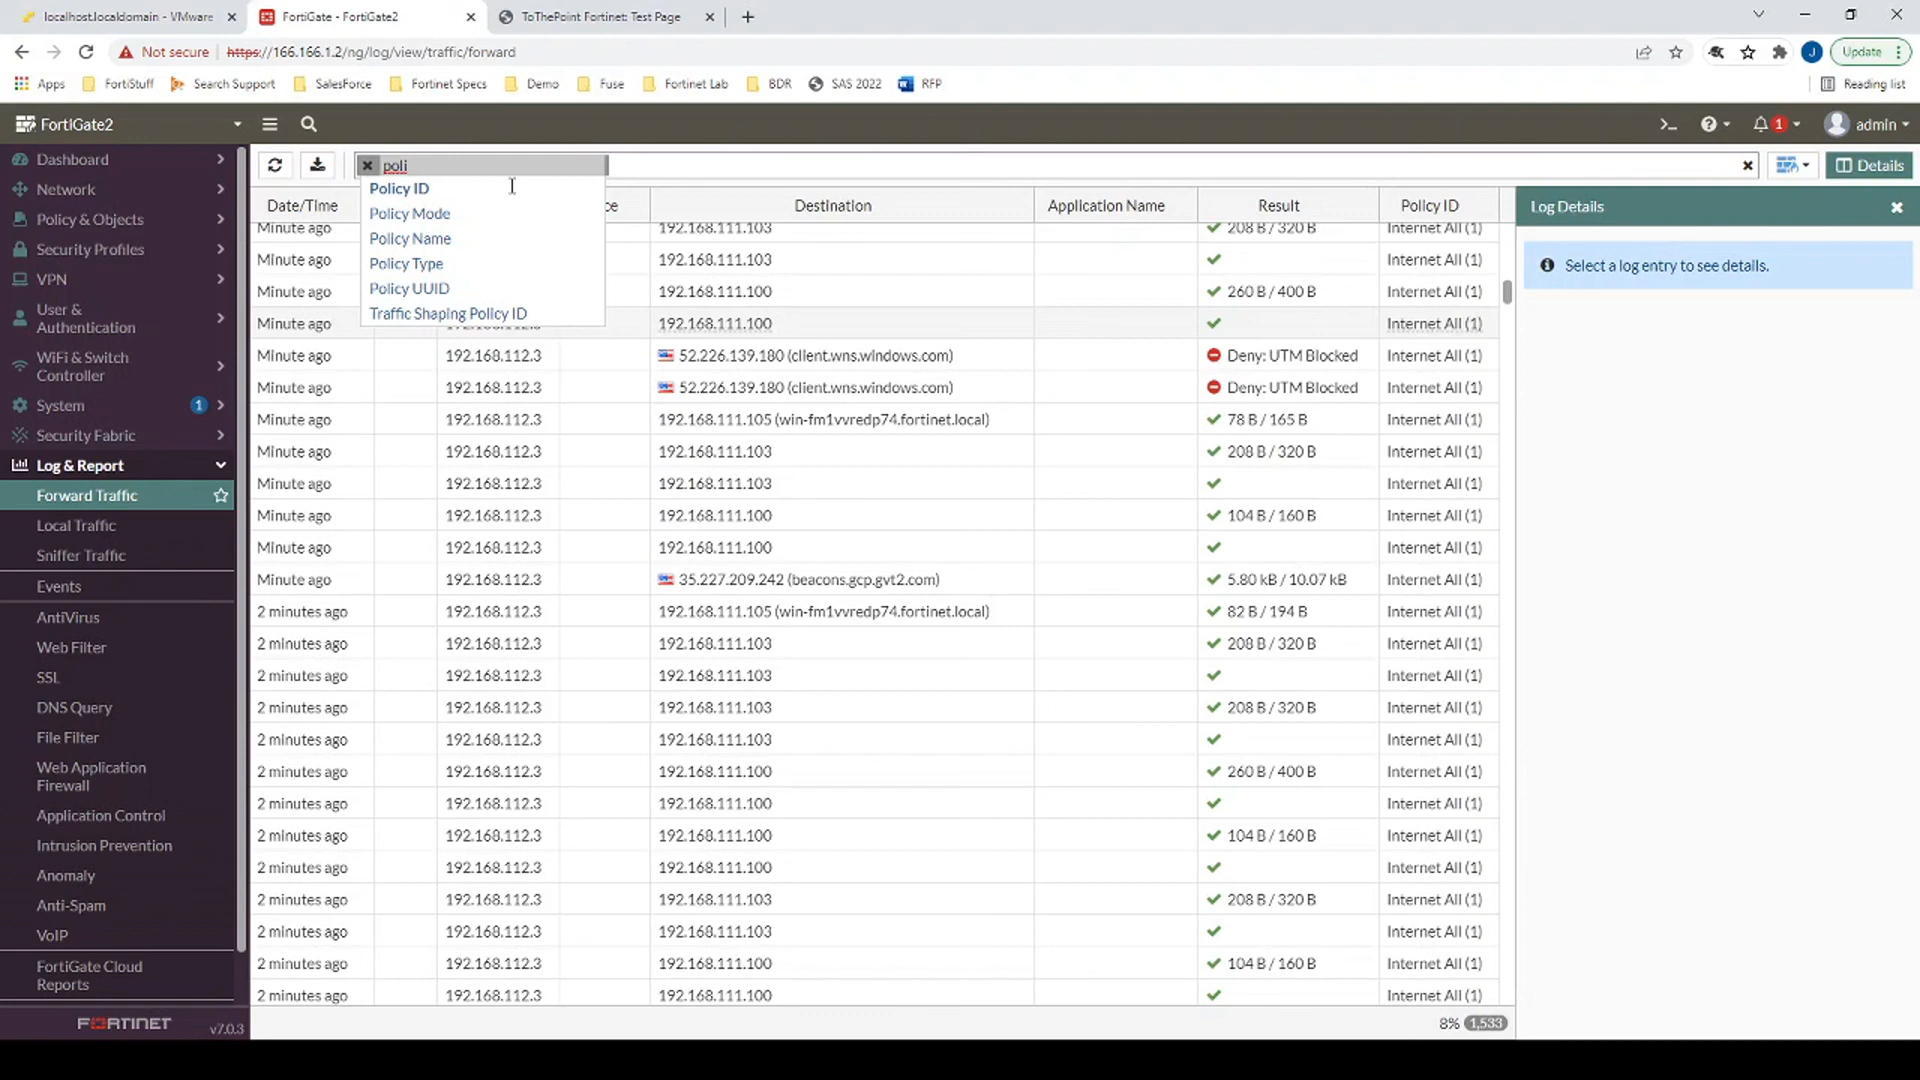 localhost.localdomain - VMware
FortiGate - FortiGate2
ToThePoint Fortinet: Test Page
Not secure
https://166.166.1.2/ng/log/view/traffic/forward
J
Update
Apps
FortiStuff
Search Support
SalesForce
Fortinet Specs
Demo
Fuse
Fortinet Lab
BDR
SAS 2022
RFP
Reading list
FortiGate2
1
admin
Dashboard
Network
Policy & Objects
Security Profiles
VPN
User &
Authentication
WiFi & Switch
Controller
System 1
Security Fabric
Log & Report
Forward Traffic
Local Traffic
Sniffer Traffic
Events
AntiVirus
Web Filter
SSL
DNS Query
File Filter
Web Application
Firewall
Application Control
Intrusion Prevention
Anomaly
Anti-Spam
VoIP
FortiGate Cloud
Reports
FORTINET v7.0.3
poli
Details
Policy ID
Policy Mode
Policy Name
Policy Type
Policy UUID
Traffic Shaping Policy ID
Date/Time Destination Application Name Result Policy ID
Minute ago 192.168.111.103 208 B / 320 B Internet All (1)
Minute ago 192.168.111.103 Internet All (1)
Minute ago 192.168.111.100 260 B / 400 B Internet All (1)
Minute ago 192.168.111.100 Internet All (1)
Minute ago 192.168.112.3 52.226.139.180 (client.wns.windows.com) Deny: UTM Blocked Internet All (1)
Minute ago 192.168.112.3 52.226.139.180 (client.wns.windows.com) Deny: UTM Blocked Internet All (1)
Minute ago 192.168.112.3 192.168.111.105 (win-fm1vvredp74.fortinet.local) 78 B / 165 B Internet All (1)
Minute ago 192.168.112.3 192.168.111.103 208 B / 320 B Internet All (1)
Minute ago 192.168.112.3 192.168.111.103 Internet All (1)
Minute ago 192.168.112.3 192.168.111.100 104 B / 160 B Internet All (1)
Minute ago 192.168.112.3 192.168.111.100 Internet All (1)
Minute ago 192.168.112.3 35.227.209.242 (beacons.gcp.gvt2.com) 5.80 kB / 10.07 kB Internet All (1)
2 minutes ago 192.168.112.3 192.168.111.105 (win-fm1vvredp74.fortinet.local) 82 B / 194 B Internet All (1)
2 minutes ago 192.168.112.3 192.168.111.103 208 B / 320 B Internet All (1)
2 minutes ago 192.168.112.3 192.168.111.103 Internet All (1)
2 minutes ago 192.168.112.3 192.168.111.103 208 B / 320 B Internet All (1)
2 minutes ago 192.168.112.3 192.168.111.103 Internet All (1)
2 minutes ago 192.168.112.3 192.168.111.100 260 B / 400 B Internet All (1)
2 minutes ago 192.168.112.3 192.168.111.100 Internet All (1)
2 minutes ago 192.168.112.3 192.168.111.100 104 B / 160 B Internet All (1)
2 minutes ago 192.168.112.3 192.168.111.100 Internet All (1)
2 minutes ago 192.168.112.3 192.168.111.103 208 B / 320 B Internet All (1)
2 minutes ago 192.168.112.3 192.168.111.103 Internet All (1)
2 minutes ago 192.168.112.3 192.168.111.100 104 B / 160 B Internet All (1)
2 minutes ago 192.168.112.3 192.168.111.100 Internet All (1)
8% 1,533
Log Details
Select a log entry to see details.